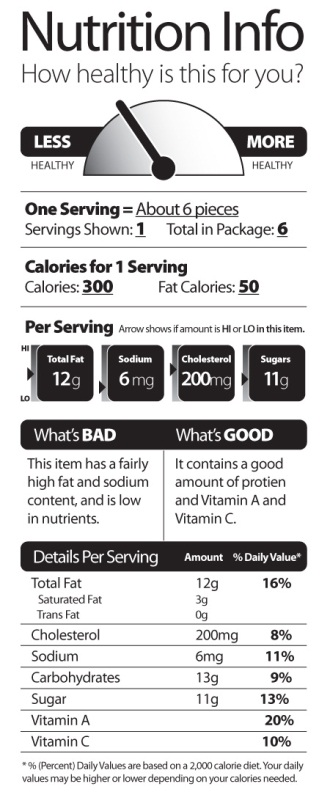 Nutrition Info
How healthy is this for you?
LESS
HEALTHY
MORE
HEALTHY
One Serving = About 6 pieces
Servings Shown: 1 Total in Package: 6
Calories for 1 Serving
Calories: 300 Fat Calories: 50
Per Serving Arrow shows if amount is HI or LO in this item.
HI
LO
Total Fat
12g
Sodium
6 mg
Cholesterol
200mg
Sugars
11g
What's BAD
This item has a fairly
high fat and sodium
content, and is low
in nutrients.
What's GOOD
It contains a good
amount of protien
and Vitamin A and
Vitamin C.
Details Per Serving Amount % Daily Value*
Total Fat 12g 16%
Saturated Fat 3g
Trans Fat 0g
Cholesterol 200mg 8%
Sodium 6mg 11%
Carbohydrates 13g 9%
Sugar 11g 13%
Vitamin A 20%
Vitamin C 10%
* % (Percent) Daily Values are based on a 2,000 calorie diet. Your daily
values may be higher or lower depending on your calories needed.